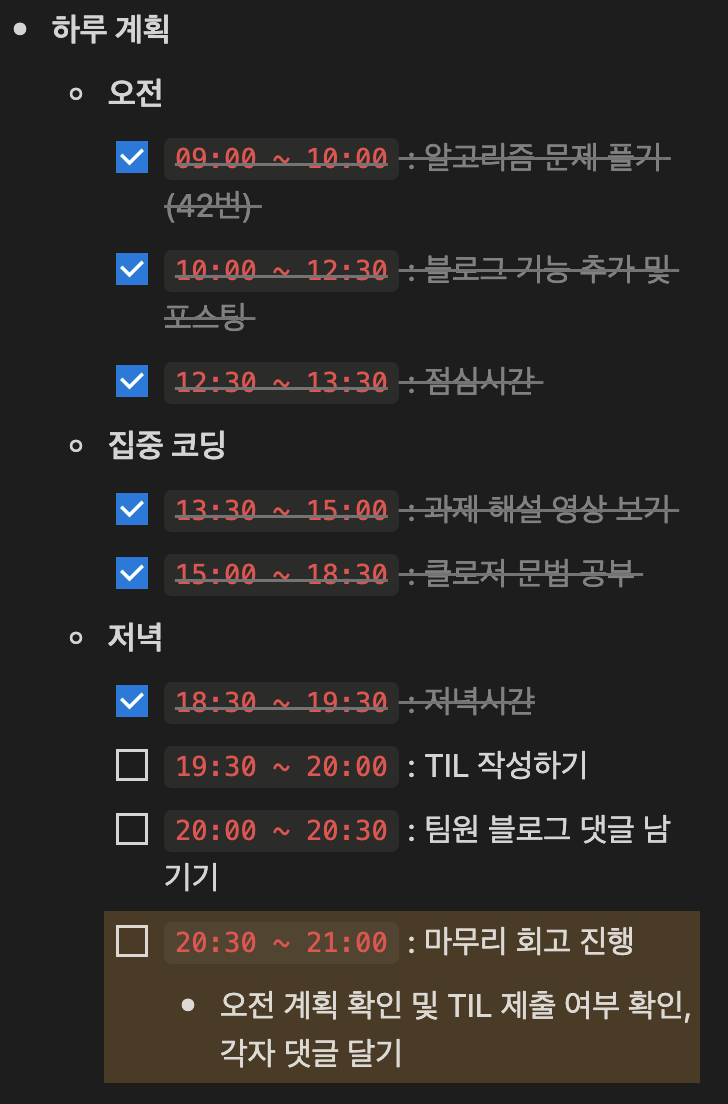 하루 계획
오전
09:00 ~ 10:00 : 알고리즘 문제 풀기
(42번)
10:00 ~ 12:30 : 블로그 기능 추가 및
포스팅
12:30 ~ 13:30 : 점심시간
집중 코딩
13:30 ~ 15:00 : 과제 해설 영상 보기
15:00 ~ 18:30 : 클로저 문법 공부
저녁
18:30 ~ 19:30 : 저녁시간
19:30 ~ 20:00 : TIL 작성하기
20:00 ~ 20:30 : 팀원 블로그 댓글 남
기기
20:30 ~ 21:00 : 마무리 회고 진행
오전 계획 확인 및 TIL 제출 여부 확인,
각자 댓글 달기